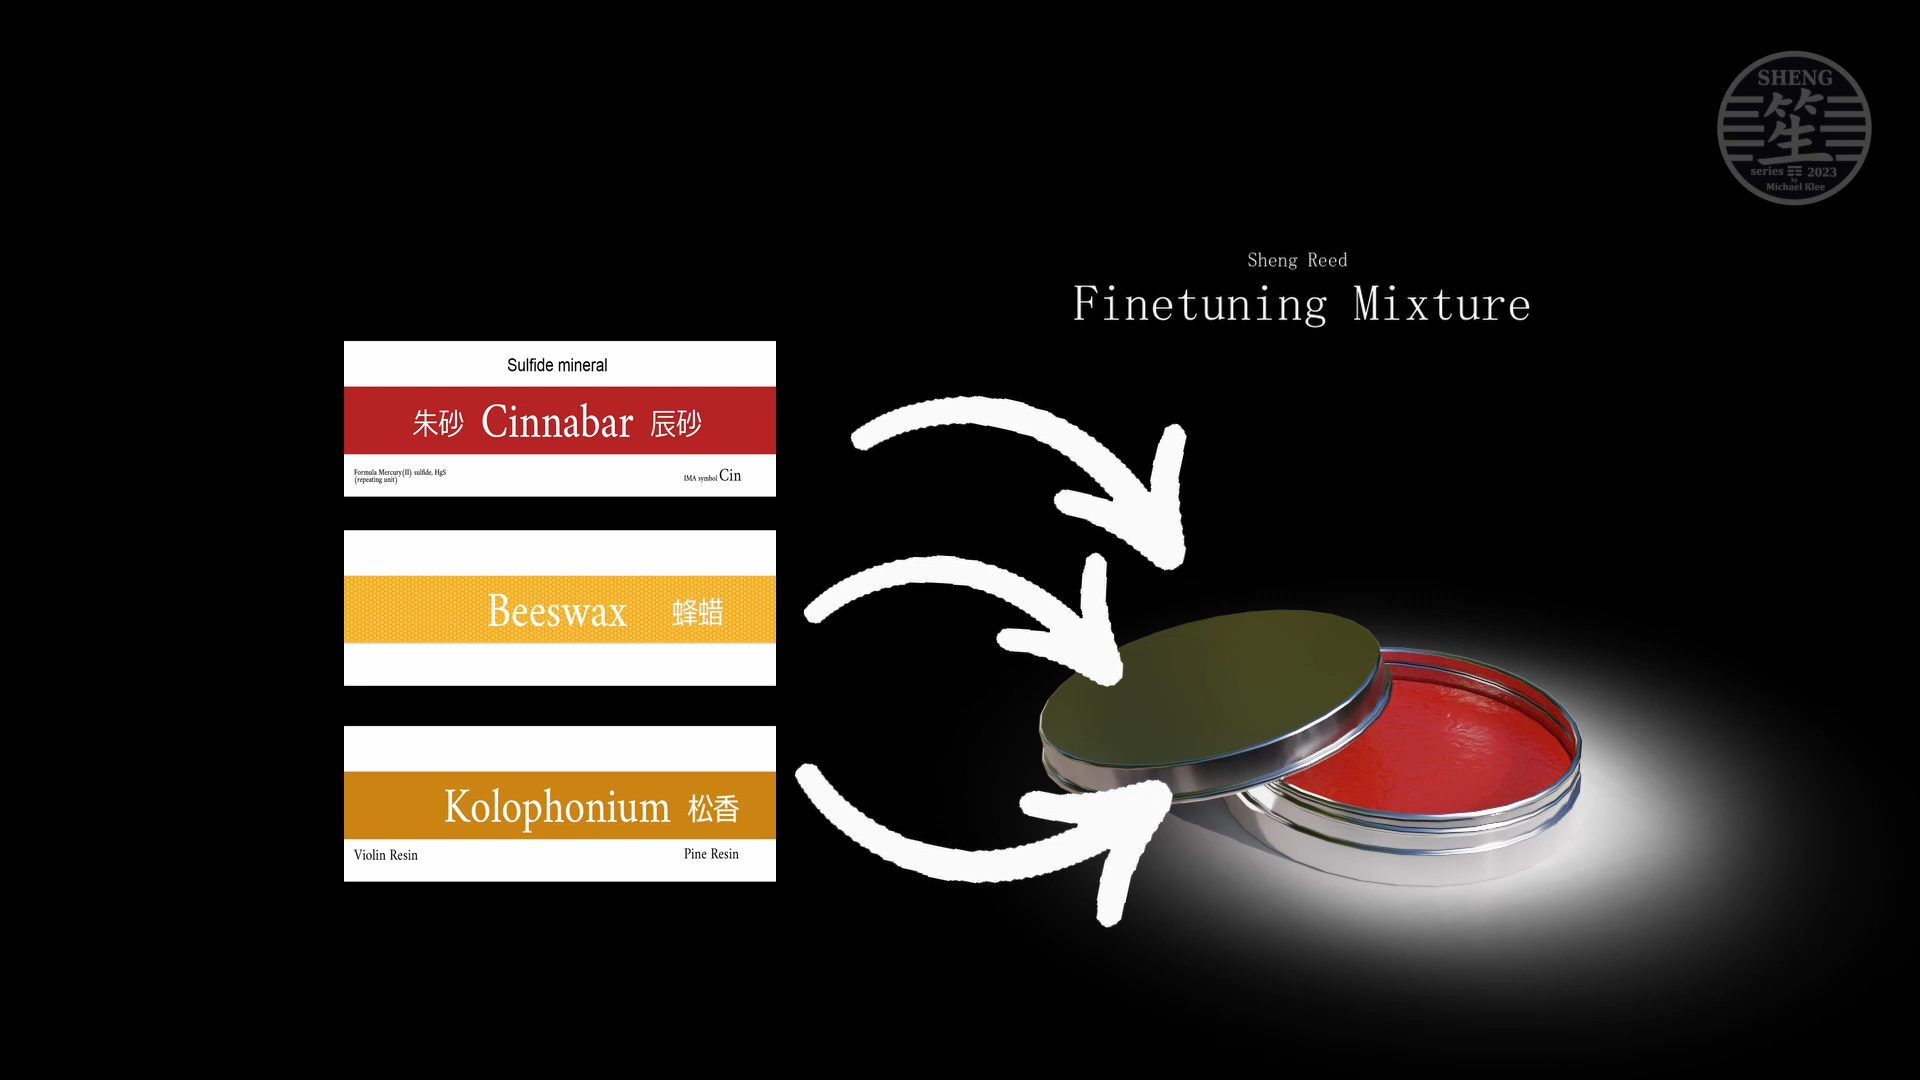 SHENG
笙
series ䷁ 2023
by
Michael Klee
Sheng Reed
Finetuning Mixture
Sulfide mineral
朱砂 Cinnabar 辰砂
Formula Mercury(II) sulfide, HgS
(repeating unit)
IMA symbol Cin
Beeswax 蜂蜡
Kolophonium 松香
Violin Resin
Pine Resin